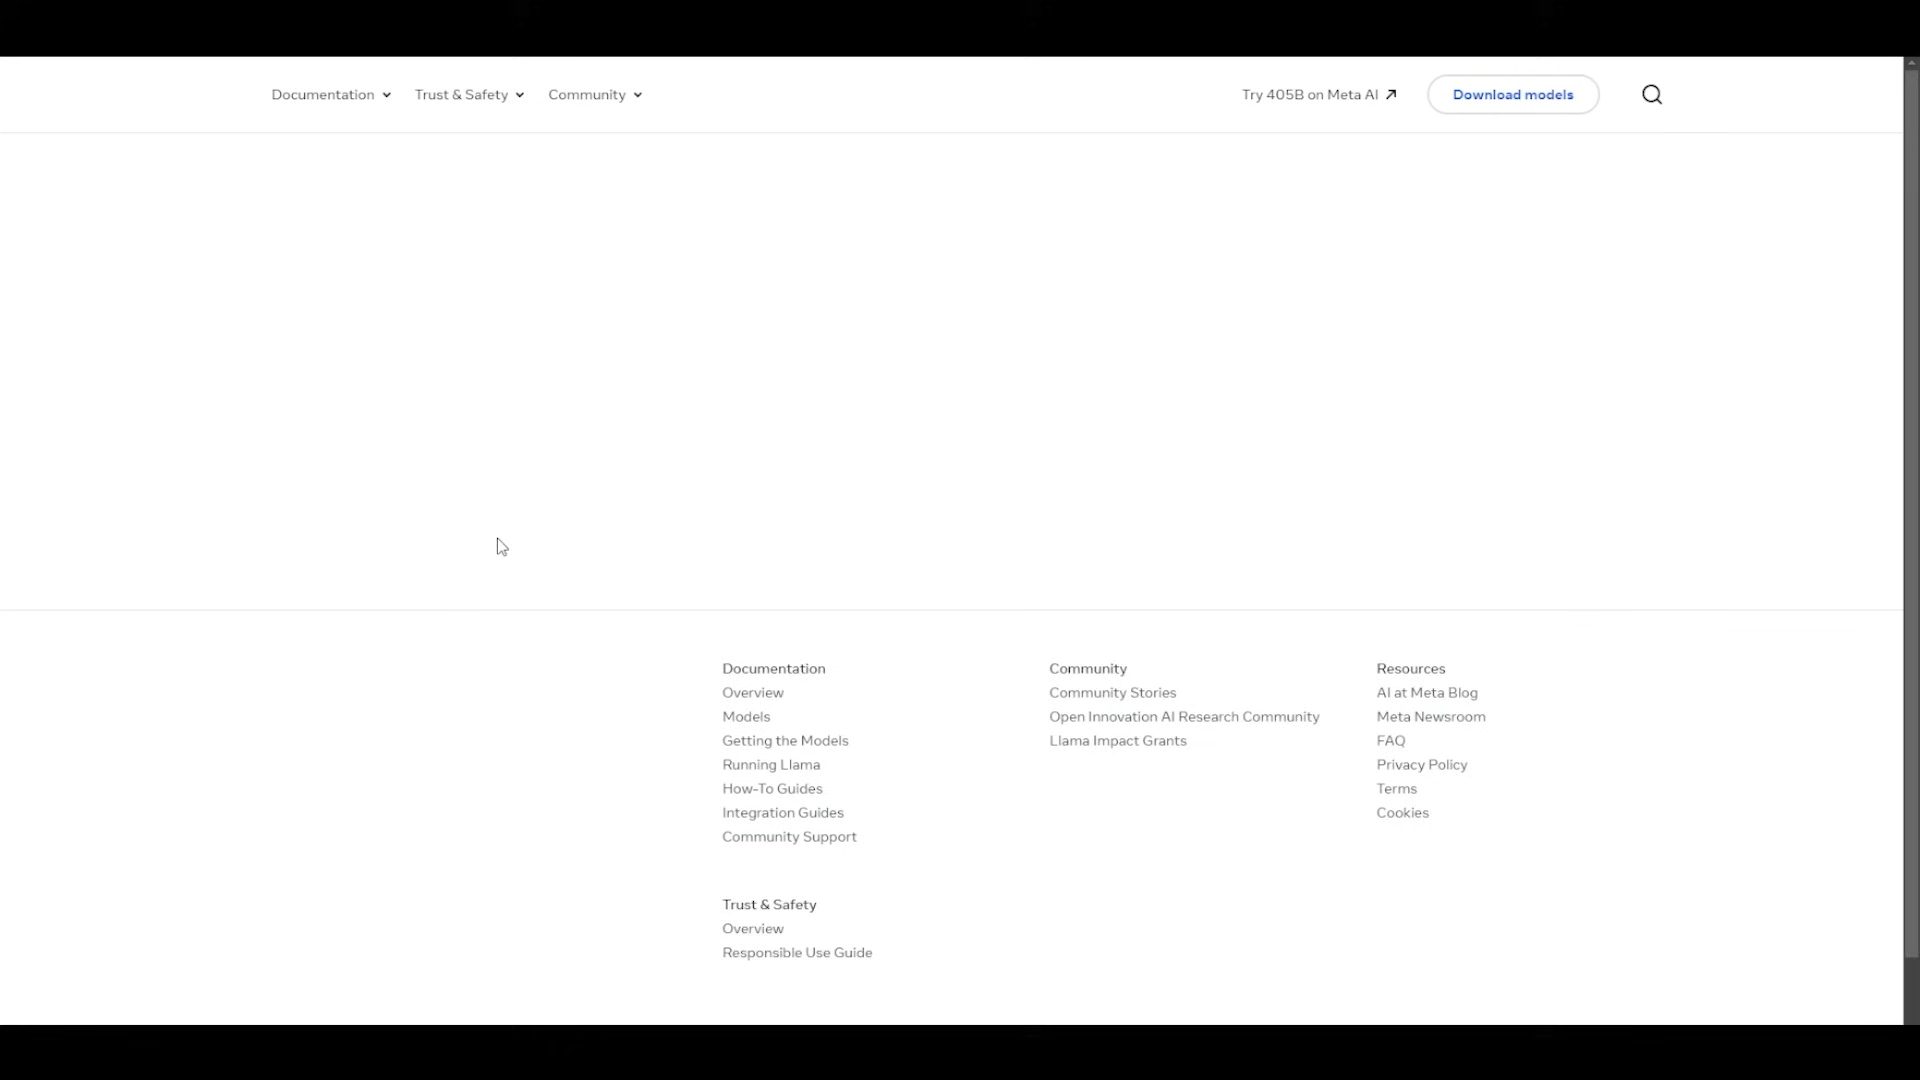 Documentation
Trust & Safety
Community
Try 405B on Meta AI
Download models
Documentation
Overview
Models
Getting the Models
Running Llama
How-To Guides
Integration Guides
Community Support
Trust & Safety
Overview
Responsible Use Guide
Community
Community Stories
Open Innovation AI Research Community
Llama Impact Grants
Resources
AI at Meta Blog
Meta Newsroom
FAQ
Privacy Policy
Terms
Cookies